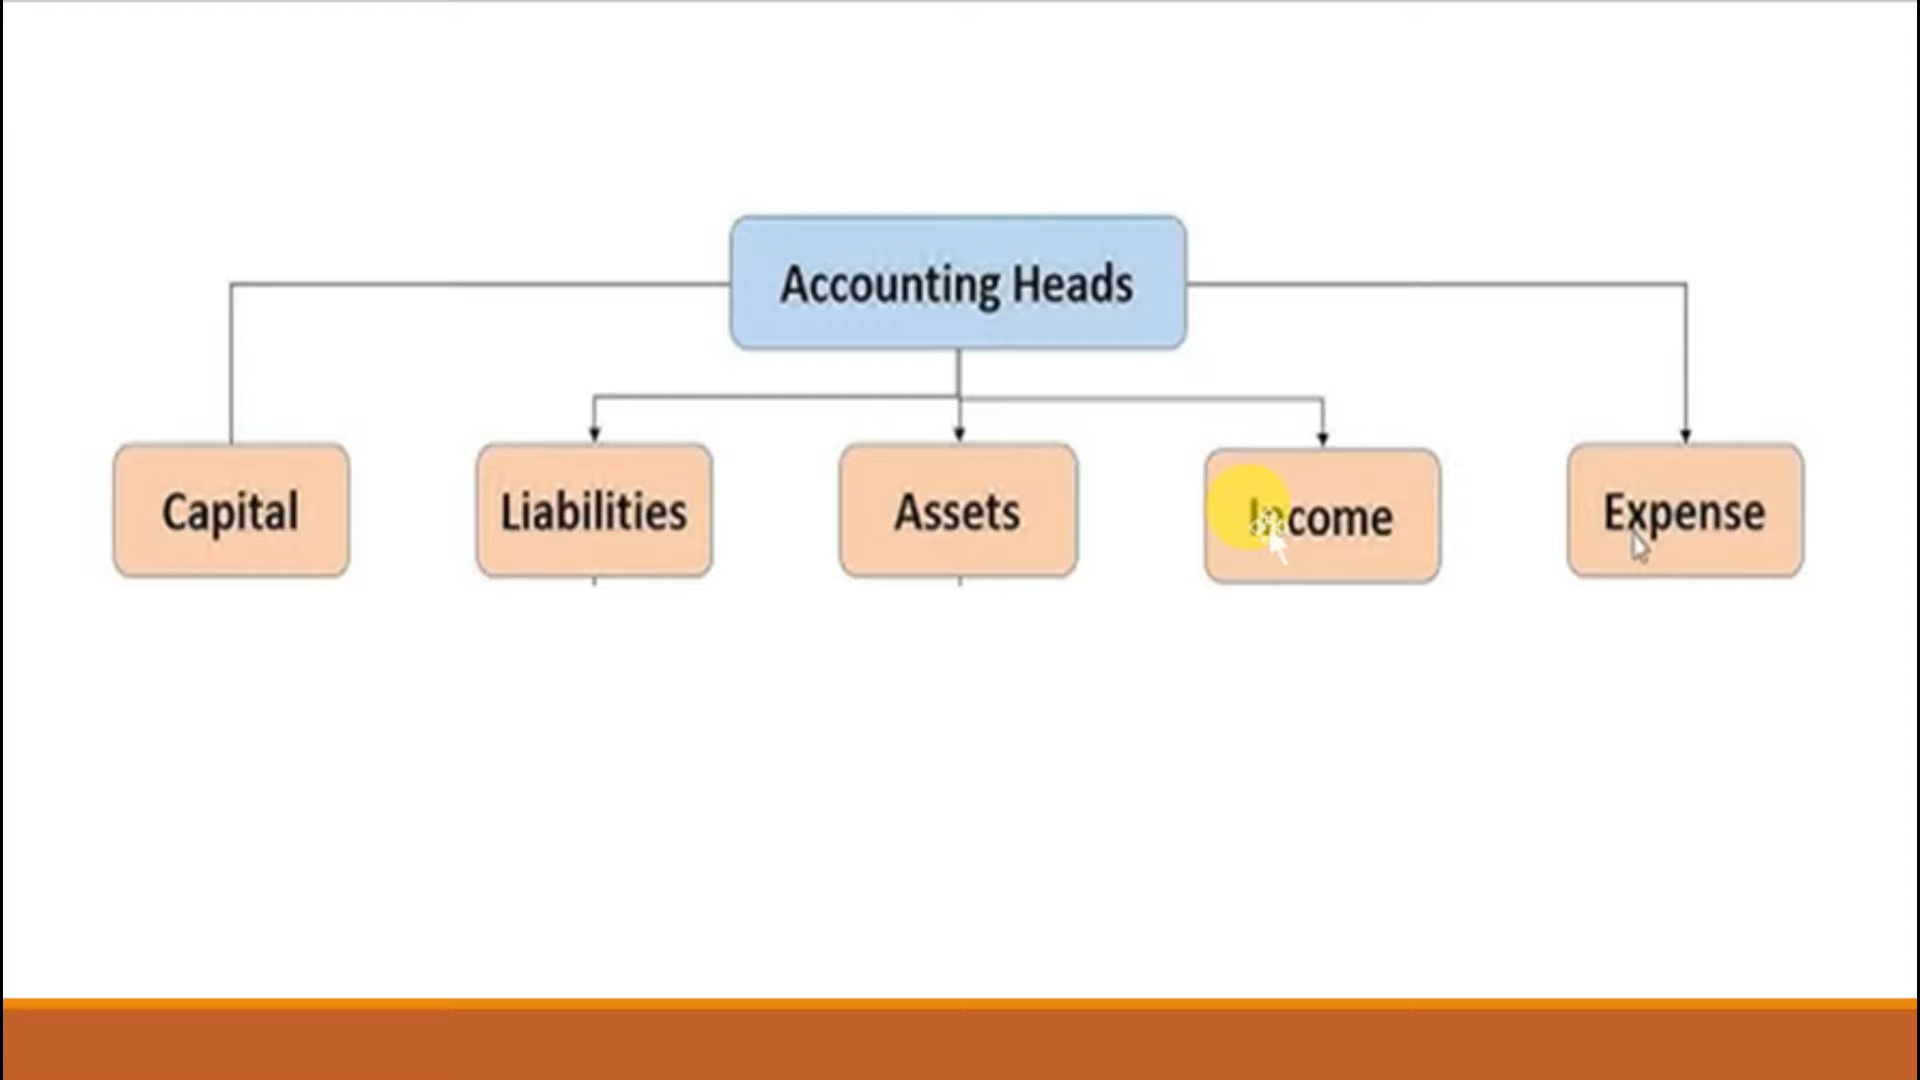 Accounting Heads
Capital
Liabilities
Assets
Income
Expense